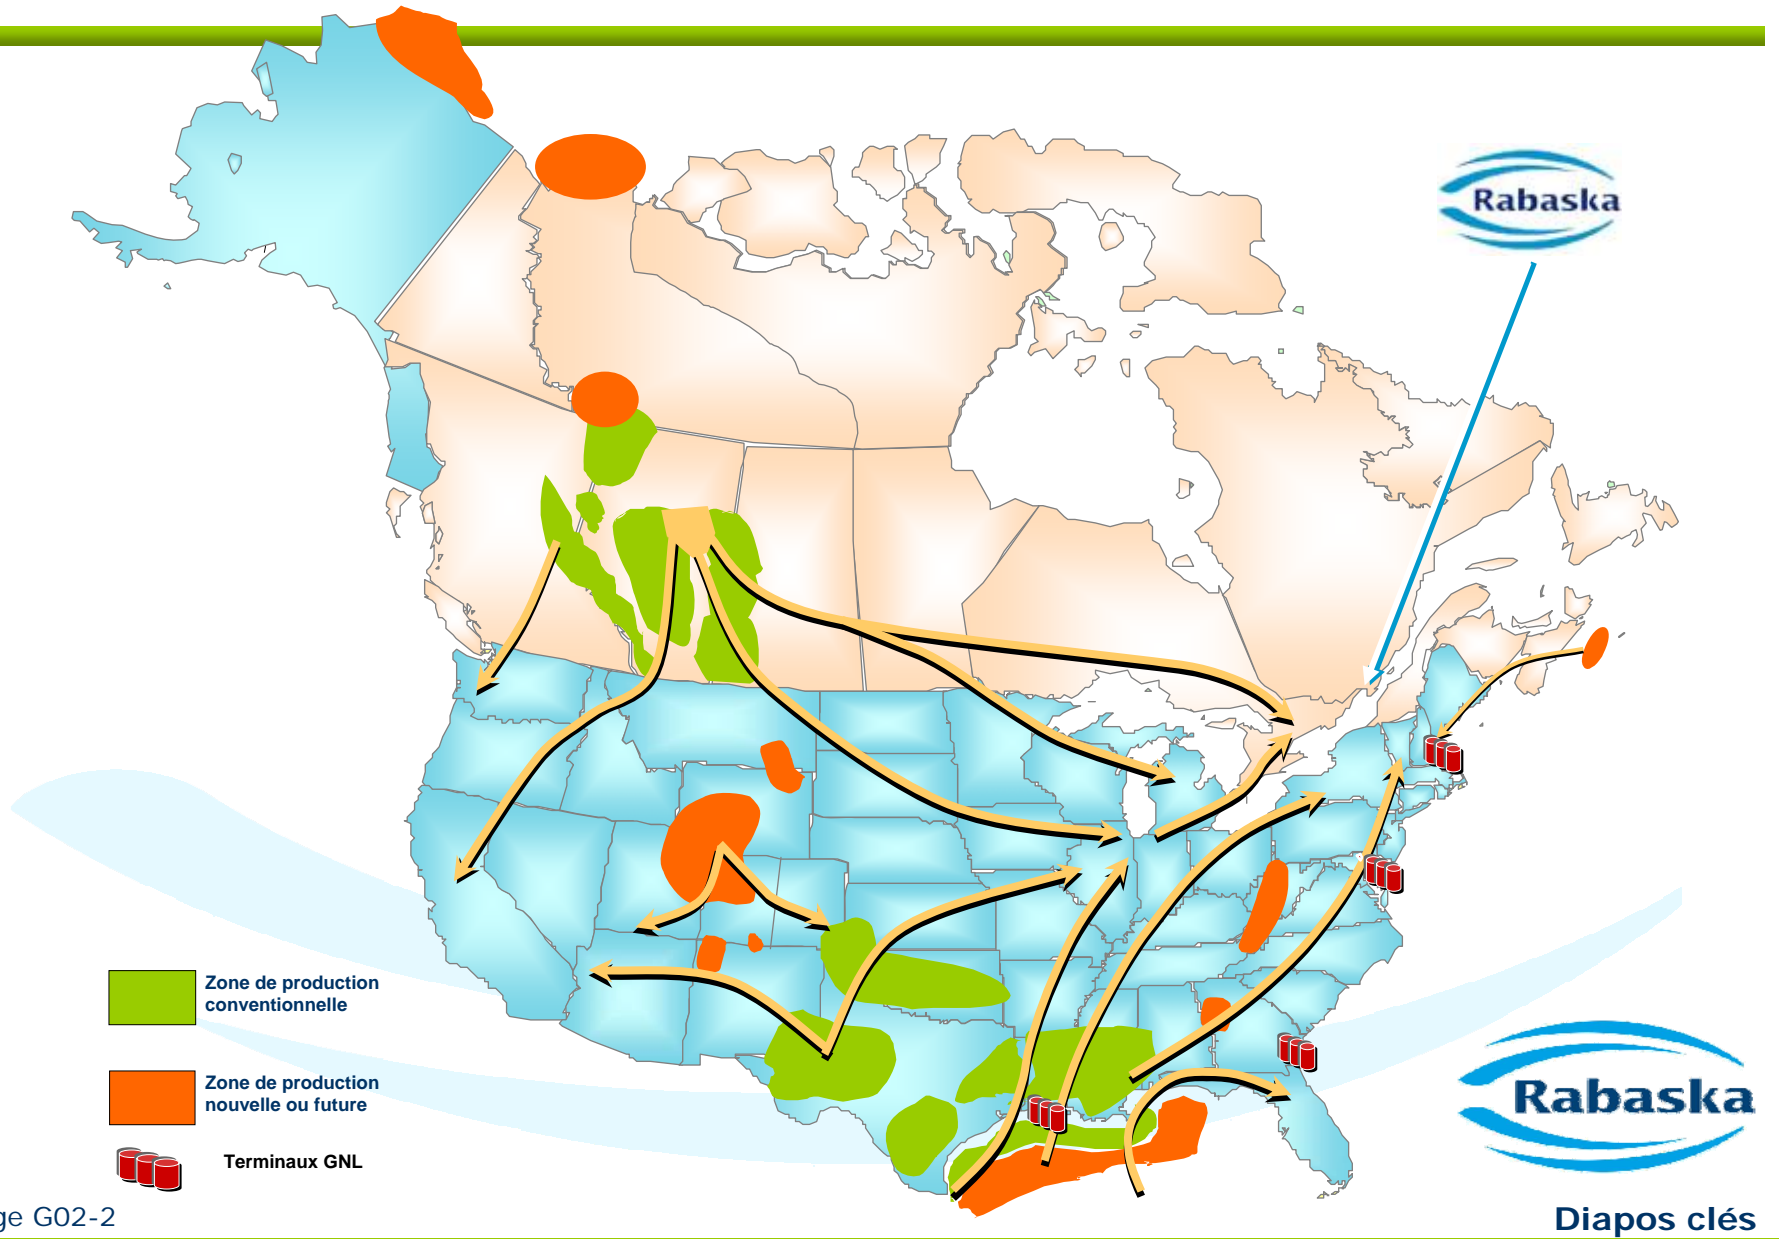 Rabaska
Zone de production
conventionnelle
Zone de production
nouvelle ou future
Terminaux GNL
Rabaska
ge G02-2
Diapos clés